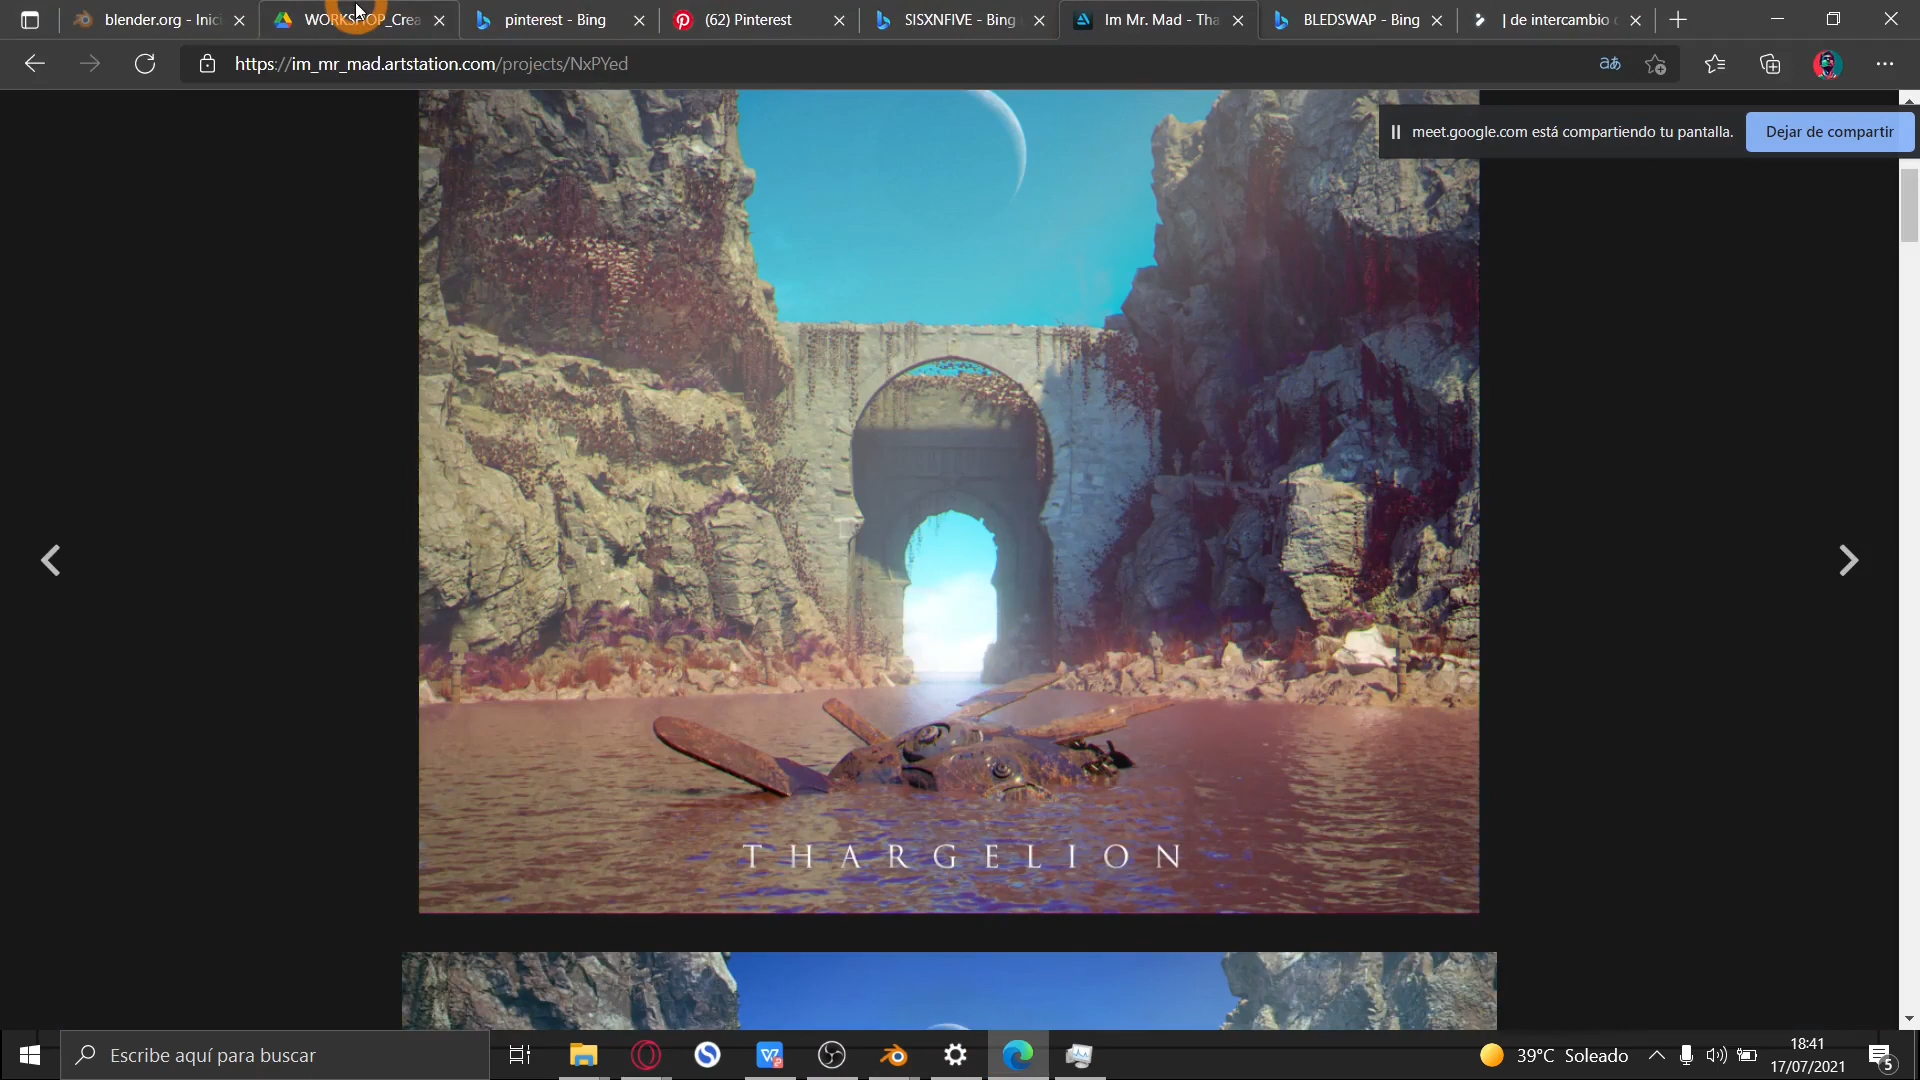 blender.org - Inici
WORKSHOP_Crea
pinterest - Bing
(62) Pinterest
SISXNFIVE - Bing
Im Mr. Mad - Tha
BLEDSWAP - Bing
| de intercambio
https://im_mr_mad.artstation.com/projects/NxPYed
aあ
meet.google.com está compartiendo tu pantalla.
Dejar de compartir
THARGELION
Escribe aquí para buscar
39°C Soleado
18:41
17/07/2021
5